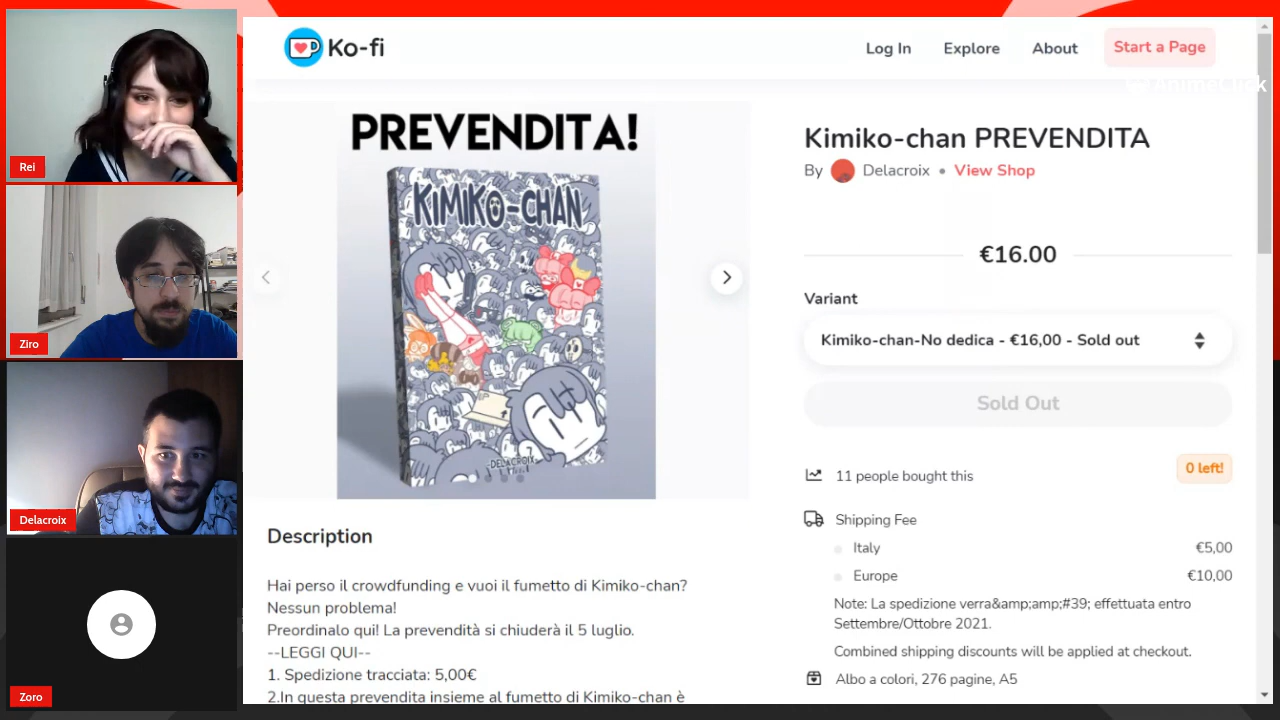 Rei
Ziro
Delacroix
Zoro
Ko-fi
Log In
Explore
About
Start a Page
AnimeClick
PREVENDITA!
KIMIKO-CHAN
DELACROIX
Kimiko-chan PREVENDITA
By Delacroix • View Shop
€16.00
Variant
Kimiko-chan-No dedica - €16,00 - Sold out
Sold Out
11 people bought this
0 left!
Shipping Fee
Italy €5,00
Europe €10,00
Note: La spedizione verra&amp;amp;#39; effettuata entro
Settembre/Ottobre 2021.
Combined shipping discounts will be applied at checkout.
Albo a colori, 276 pagine, A5
Description
Hai perso il crowdfunding e vuoi il fumetto di Kimiko-chan?
Nessun problema!
Preordinalo qui! La prevendità si chiuderà il 5 luglio.
--LEGGI QUI--
1. Spedizione tracciata: 5,00€
2.In questa prevendita insieme al fumetto di Kimiko-chan è